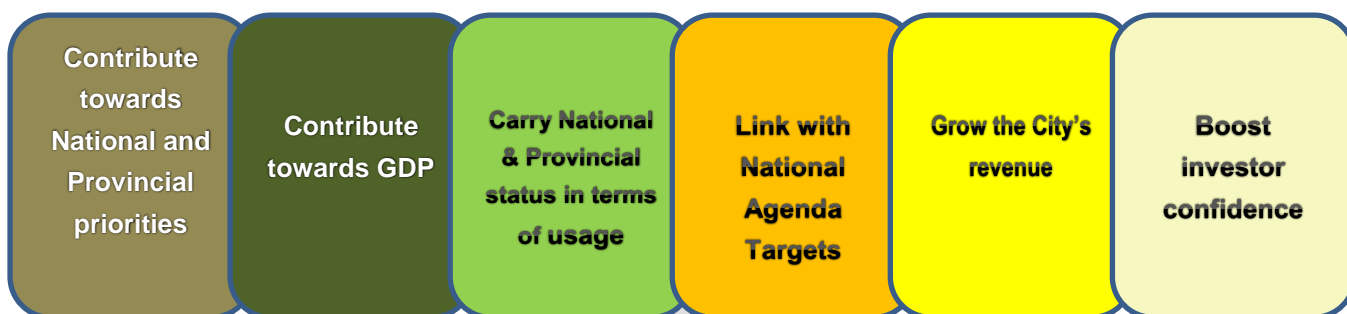 Contribute
towards
National and
Provincial
priorities
Contribute
towards GDP
Carry National
& Provincial
status in terms
of usage
Link with
National
Agenda
Targets
Grow the City's
revenue
Boost
investor
confidence